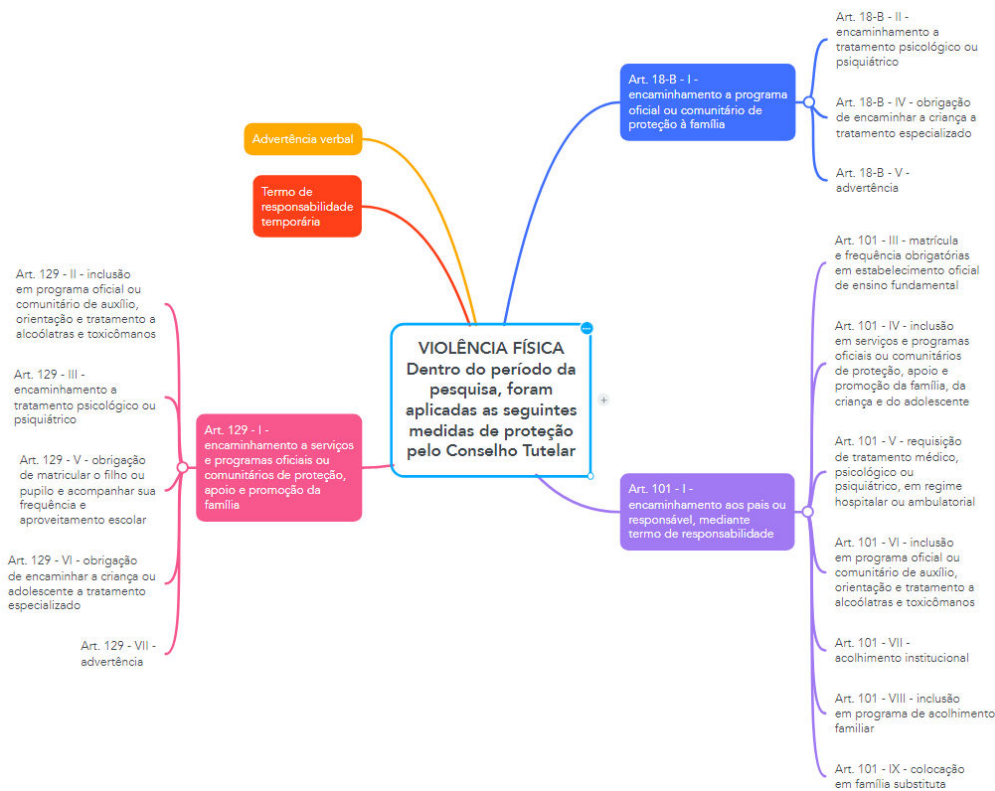 VIOLÊNCIA FÍSICA
Dentro do período da
pesquisa, foram
aplicadas as seguintes
medidas de proteção
pelo Conselho Tutelar
Art. 18-B - I -
encaminhamento a programa
oficial ou comunitário de
proteção à família
Art. 18-B - II -
encaminhamento a
tratamento psicológico ou
psiquiátrico
Art. 18-B - IV - obrigação
de encaminhar a criança a
tratamento especializado
Art. 18-B - V -
advertência
Art. 101 - I -
encaminhamento aos pais ou
responsável, mediante
termo de responsabilidade
Art. 101 - III - matrícula
e frequência obrigatórias
em estabelecimento oficial
de ensino fundamental
Art. 101 - IV - inclusão
em serviços e programas
oficiais ou comunitários
de proteção, apoio e
promoção da família, da
criança e do adolescente
Art. 101 - V - requisição
de tratamento médico,
psicológico ou
psiquiátrico, em regime
hospitalar ou ambulatorial
Art. 101 - VI - inclusão
em programa oficial ou
comunitário de auxílio,
orientação e tratamento a
alcoólatras e toxicômanos
Art. 101 - VII -
acolhimento institucional
Art. 101 - VIII - inclusão
em programa de acolhimento
familiar
Art. 101 - IX - colocação
em família substituta
Advertência verbal
Termo de
responsabilidade
temporária
Art. 129 - I -
encaminhamento a serviços
e programas oficiais ou
comunitários de proteção,
apoio e promoção da
família
Art. 129 - II - inclusão
em programa oficial ou
comunitário de auxílio,
orientação e tratamento a
alcoólatras e toxicômanos
Art. 129 - III -
encaminhamento a
tratamento psicológico ou
psiquiátrico
Art. 129 - V - obrigação
de matricular o filho ou
pupilo e acompanhar sua
frequência e
aproveitamento escolar
Art. 129 - VI - obrigação
de encaminhar a criança ou
adolescente a tratamento
especializado
Art. 129 - VII -
advertência